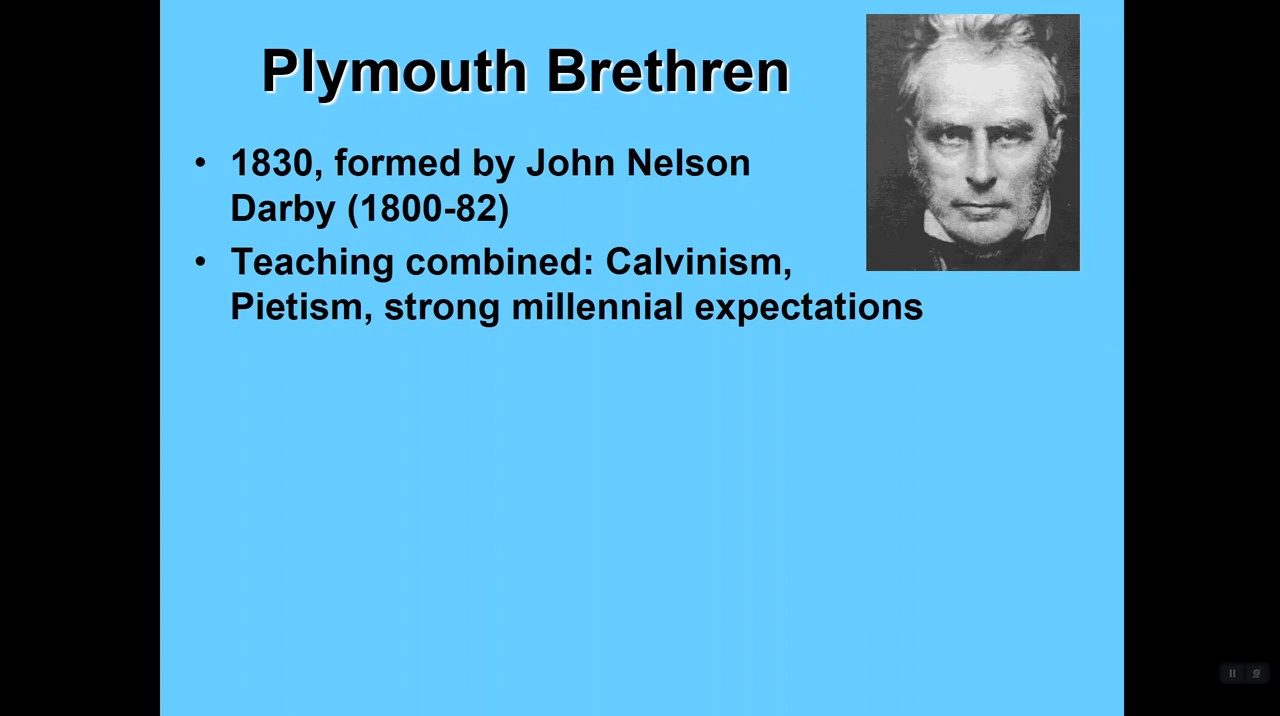 Plymouth Brethren
• 1830, formed by John Nelson
Darby (1800-82)
• Teaching combined: Calvinism,
Pietism, strong millennial expectations